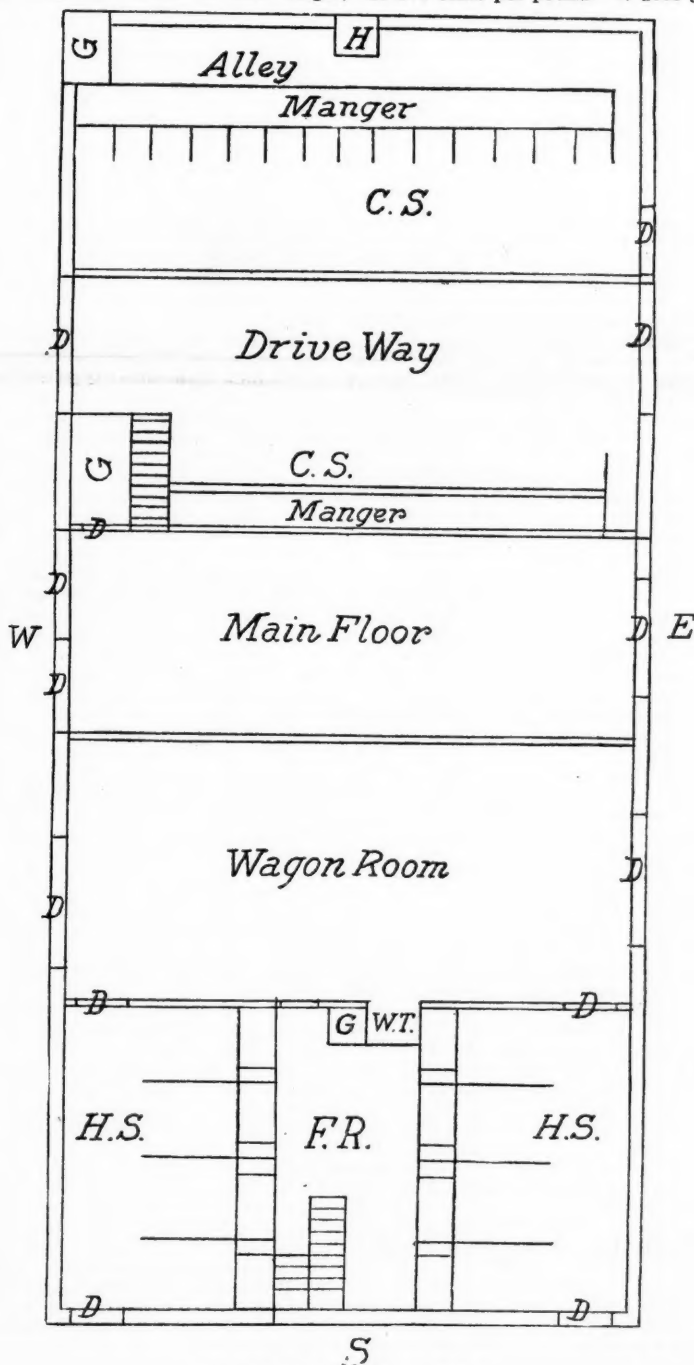 G
H
Alley
Manger
C. S.
D
D
Drive Way
D
G
C. S.
Manger
D
D
W
Main Floor
D
E
D
Wagon Room
D
D
D
D
G
W.T.
H.S.
F.R.
H.S.
D
D
S